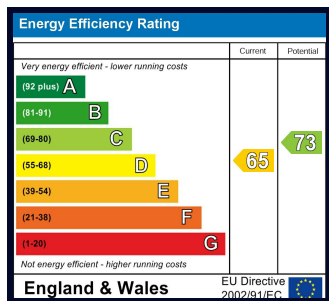 Energy Efficiency Rating
Current Potential
Very energy efficient - lower running costs
(92 plus) A
(81-91) B
(69-80) C
(55-68) D
(39-54) E
(21-38) F
(1-20) G
65
73
Not energy efficient - higher running costs
England & Wales
EU Directive
2002/91/EC